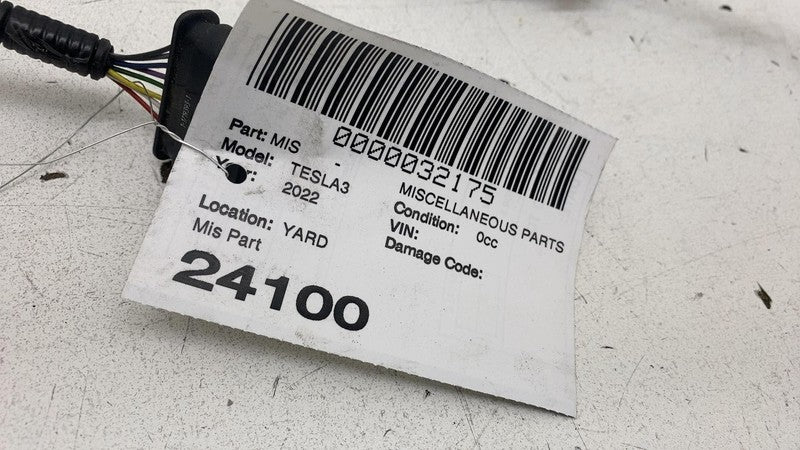 0000032175
Part: MIS - MISCELLANEOUS PARTS
Model: TESLA3 Condition: 0cc
2022 VIN:
Location: YARD Damage Code:
Mis Part
24100